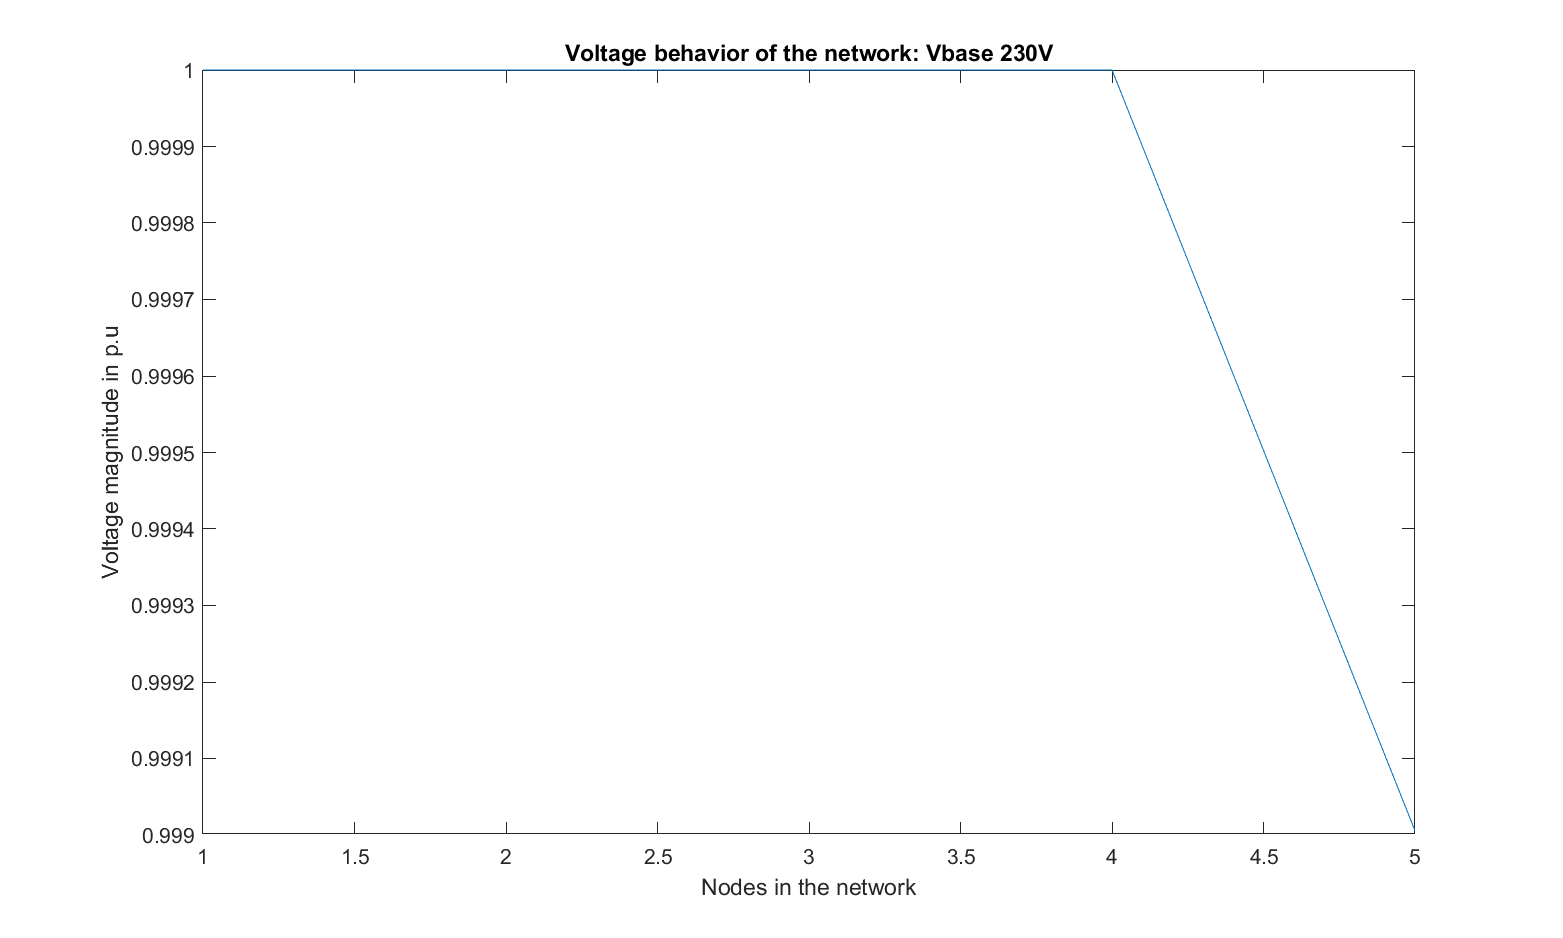 Voltage behavior of the network: Vbase 230V
1
0.9999
0.9998
0.9997
0.9996
0.9995
0.9994
0.9993
0.9992
0.9991
0.999
Voltage magnitude in p.u
1 1.5 2 2.5 3 3.5 4 4.5 5
Nodes in the network